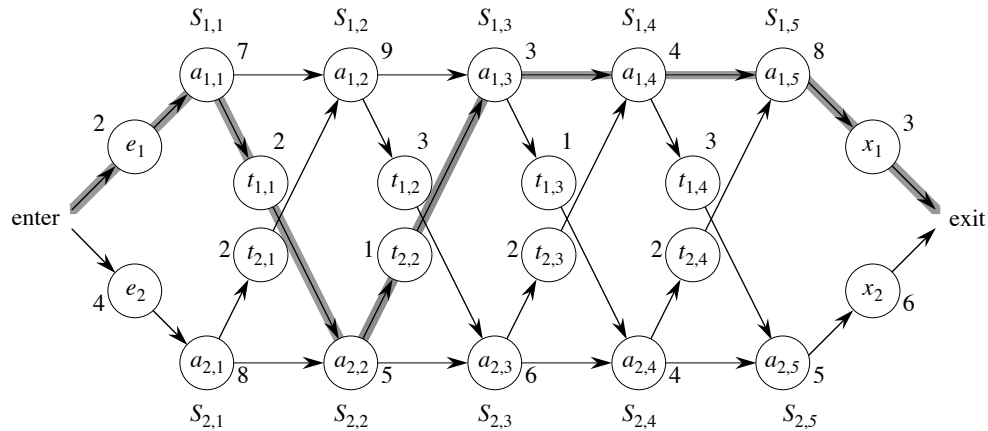 S1,1 S1,2 S1,3 S1,4 S1,5
7 9 3 4 8
a1,1 a1,2 a1,3 a1,4 a1,5
2 3
e1 x1
2 3 1 3
t1,1 t1,2 t1,3 t1,4
enter exit
2 t2,1 1 t2,2 2 t2,3 2 t2,4
e2 x2
4 6
a2,1 a2,2 a2,3 a2,4 a2,5
8 5 6 4 5
S2,1 S2,2 S2,3 S2,4 S2,5